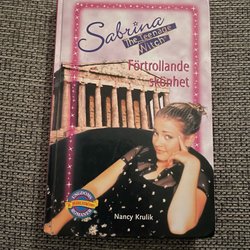 Sabrina
The Teenage
Witch
Förtrollande
skönhet
Nancy Krulik